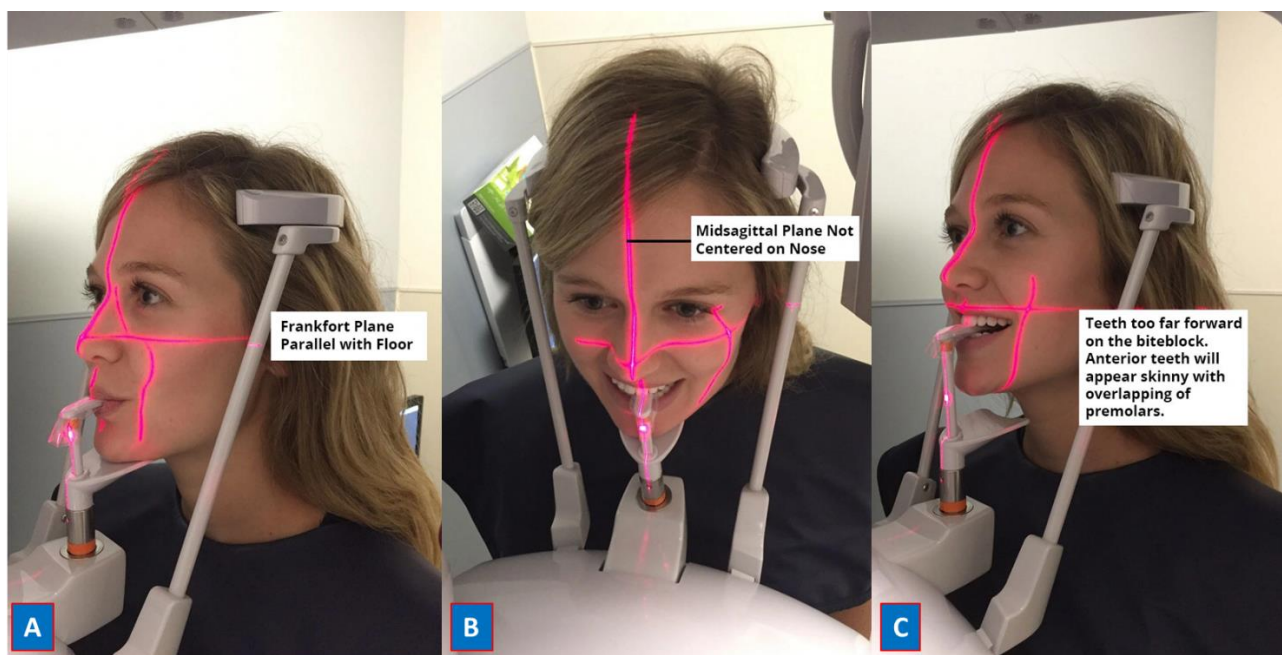 Frankfort Plane
Parallel with Floor
A
Midsagittal Plane Not
Centered on Nose
B
Teeth too far forward
on the biteblock.
Anterior teeth will
appear skinny with
overlapping of
premolars.
C